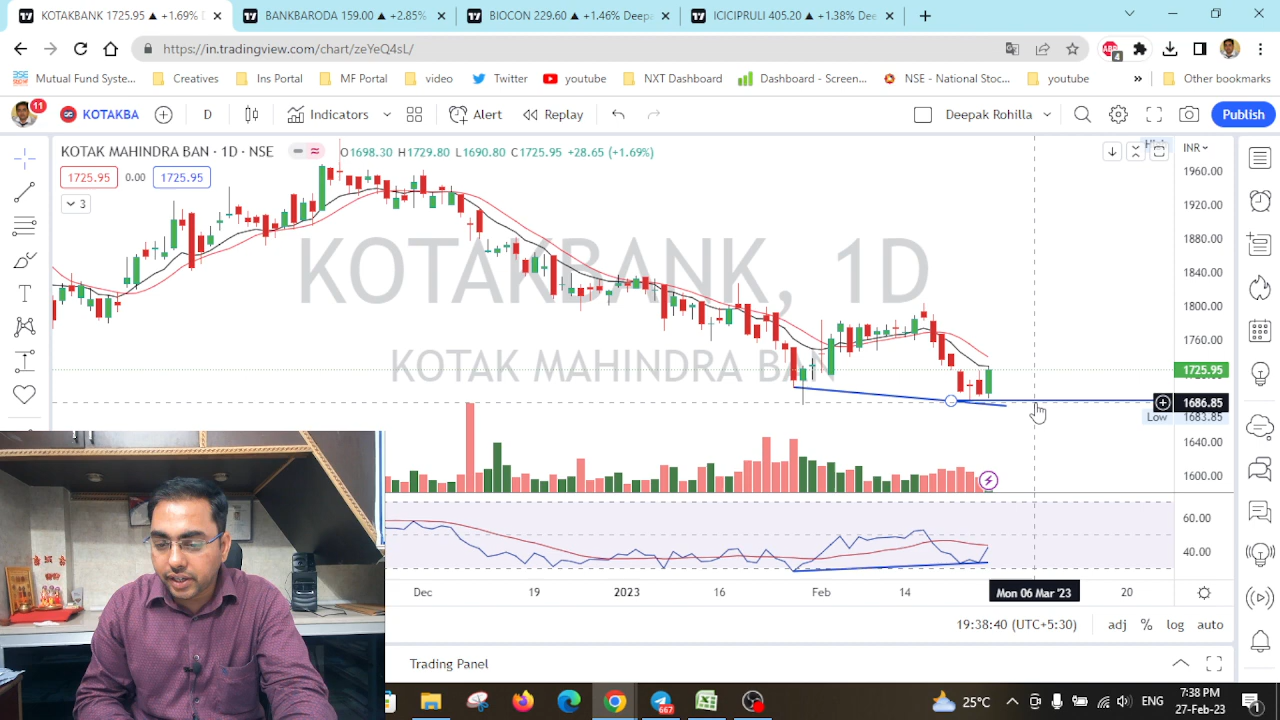 KOTAKBANK 1725.95 ▲ +1.69% D
BANKBARODA 159.00 ▲ +2.85%
BIOCON 229.60 ▲ +1.46% Deepa
ICICIPRULI 405.20 ▲ +1.38% Dee
https://in.tradingview.com/chart/zeYeQ4sL/
ABP
4
BSE
Mutual Fund Syste...
Creatives
Ins Portal
MF Portal
video
Twitter
youtube
NXT Dashboard
Dashboard - Screen...
NSE - National Stoc...
youtube
»
Other bookmarks
11
KOTAKBA
D
Indicators
Alert
Replay
Deepak Rohilla
Publish
KOTAK MAHINDRA BAN · 1D · NSE
O1698.30 H1729.80 L1690.80 C1725.95 +28.65 (+1.69%)
INR
1725.95
0.00
1725.95
3
KOTAKBANK, 1D
KOTAK MAHINDRA BAN
1960.00
1920.00
1880.00
1840.00
1800.00
1760.00
1725.95
1686.85
Low 1683.85
1640.00
1600.00
60.00
40.00
Dec
19
2023
16
Feb
14
Mon 06 Mar '23
20
19:38:40 (UTC+5:30)
adj
%
log
auto
Trading Panel
667
25°C
ENG
7:38 PM
27-Feb-23
1